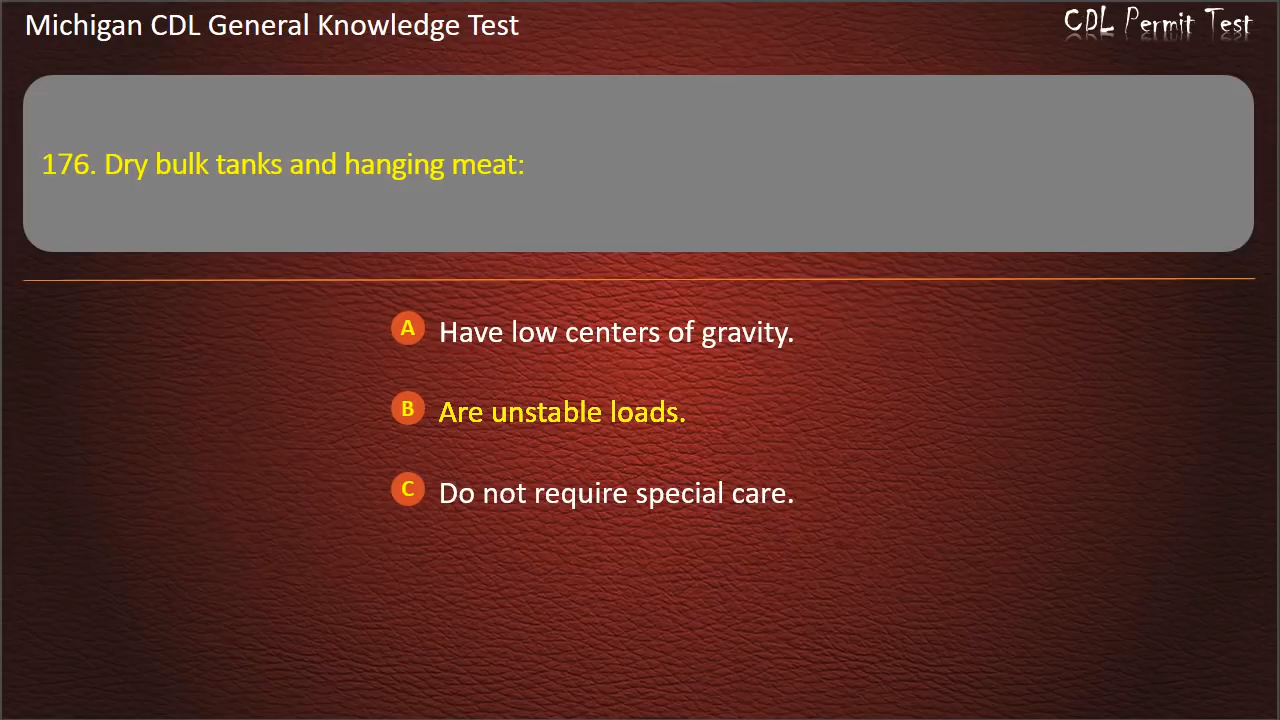 Michigan CDL General Knowledge Test
CDL Permit Test
176. Dry bulk tanks and hanging meat:
A Have low centers of gravity.
B Are unstable loads.
C Do not require special care.